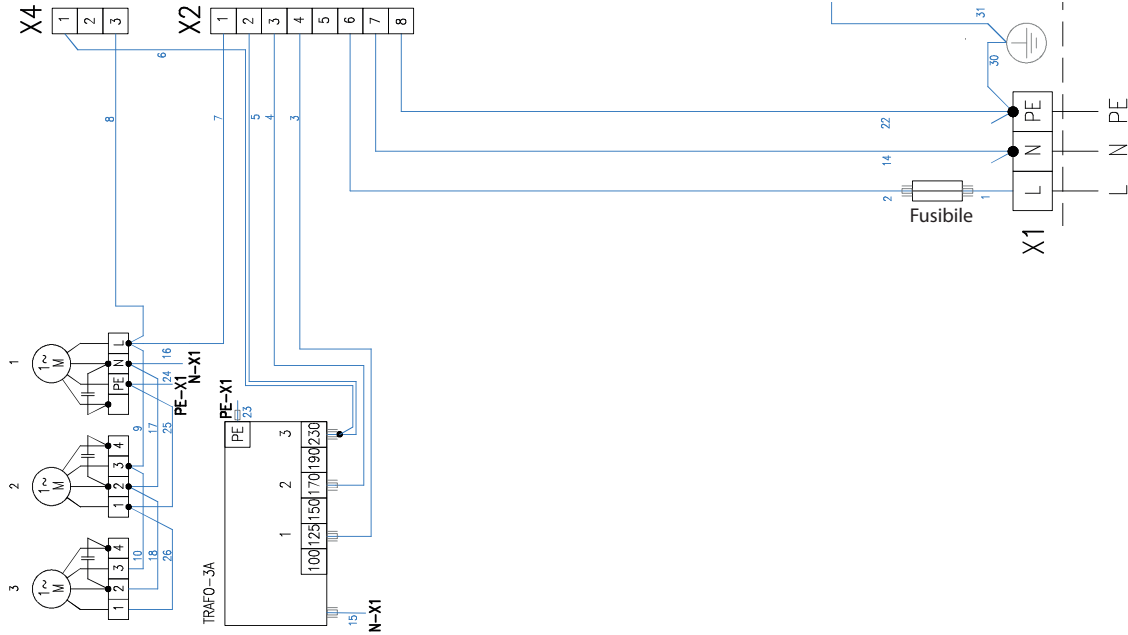 X4
1
2
3
X2
1
2
3
4
5
6
7
8
31
30
6
8
7
5
4
3
22
14
2
1
Fusibile
L
N
PE
X1
L
N
PE
1
1~
M
L
N
PE
16
24
N-X1
PE-X1
9
17
25
2
1~
M
4
3
2
1
10
18
26
3
1~
M
4
3
2
1
TRAFO-3A
PE
PE-X1
23
3
2
1
230
190
170
150
125
100
15
N-X1